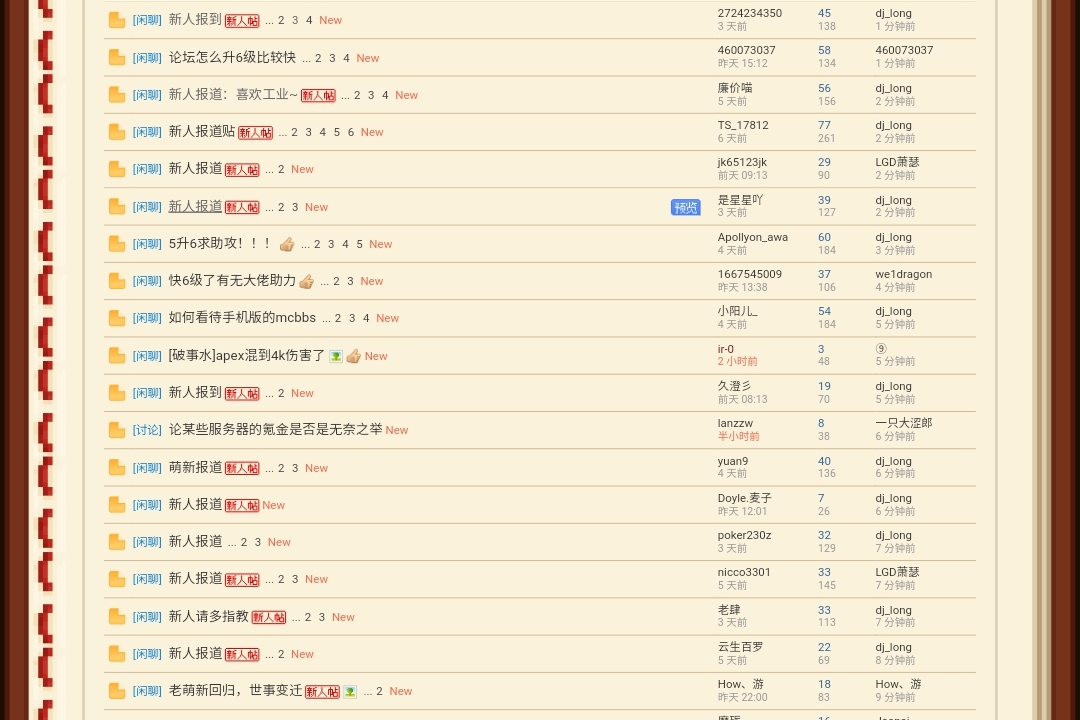 [闲聊] 新人报到 新人帖 ... 2 3 4 New 2724234350 45 dj_long
3 天前 138 1 分钟前
[闲聊] 论坛怎么升6级比较快 ... 2 3 4 New 460073037 58 460073037
昨天 15:12 134 1 分钟前
[闲聊] 新人报道：喜欢工业~ 新人帖 ... 2 3 4 New 廉价喵 56 dj_long
5 天前 156 2 分钟前
[闲聊] 新人报道贴 新人帖 ... 2 3 4 5 6 New TS_17812 77 dj_long
6 天前 261 2 分钟前
[闲聊] 新人报道 新人帖 ... 2 New jk65123jk 29 LGD萧瑟
前天 09:13 90 2 分钟前
[闲聊] 新人报道 新人帖 ... 2 3 New 预览 是星星吖 39 dj_long
3 天前 127 2 分钟前
[闲聊] 5升6求助攻！！！ ... 2 3 4 5 New Apollyon_awa 60 dj_long
4 天前 184 3 分钟前
[闲聊] 快6级了有无大佬助力 ... 2 3 New 1667545009 37 we1dragon
昨天 13:38 106 4 分钟前
[闲聊] 如何看待手机版的mcbbs ... 2 3 4 New 小阳儿_ 54 dj_long
4 天前 184 5 分钟前
[闲聊] [破事水]apex混到4k伤害了 New ir-0 3 ⑨
2 小时前 48 5 分钟前
[闲聊] 新人报到 新人帖 ... 2 New 久澄彡 19 dj_long
前天 08:13 70 5 分钟前
[讨论] 论某些服务器的氪金是否是无奈之举 New lanzzw 8 一只大涩郎
半小时前 38 6 分钟前
[闲聊] 萌新报道 新人帖 ... 2 3 New yuan9 40 dj_long
4 天前 136 6 分钟前
[闲聊] 新人报道 新人帖 New Doyle.麦子 7 dj_long
昨天 12:01 26 6 分钟前
[闲聊] 新人报道 ... 2 3 New poker230z 32 dj_long
3 天前 129 7 分钟前
[闲聊] 新人报道 新人帖 ... 2 3 New nicco3301 33 LGD萧瑟
5 天前 145 7 分钟前
[闲聊] 新人请多指教 新人帖 ... 2 3 New 老肆 33 dj_long
3 天前 113 7 分钟前
[闲聊] 新人报道 新人帖 ... 2 New 云生百罗 22 dj_long
5 天前 69 8 分钟前
[闲聊] 老萌新回归，世事变迁 新人帖 ... 2 New How、游 18 How、游
昨天 22:00 83 9 分钟前